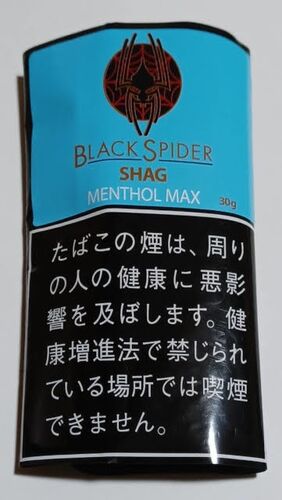 BLACK SPIDER
SHAG
MENTHOL MAX 30g
たばこの煙は、周り
の人の健康に悪影
響を及ぼします。健
康増進法で禁じられ
ている場所では喫煙
できません。